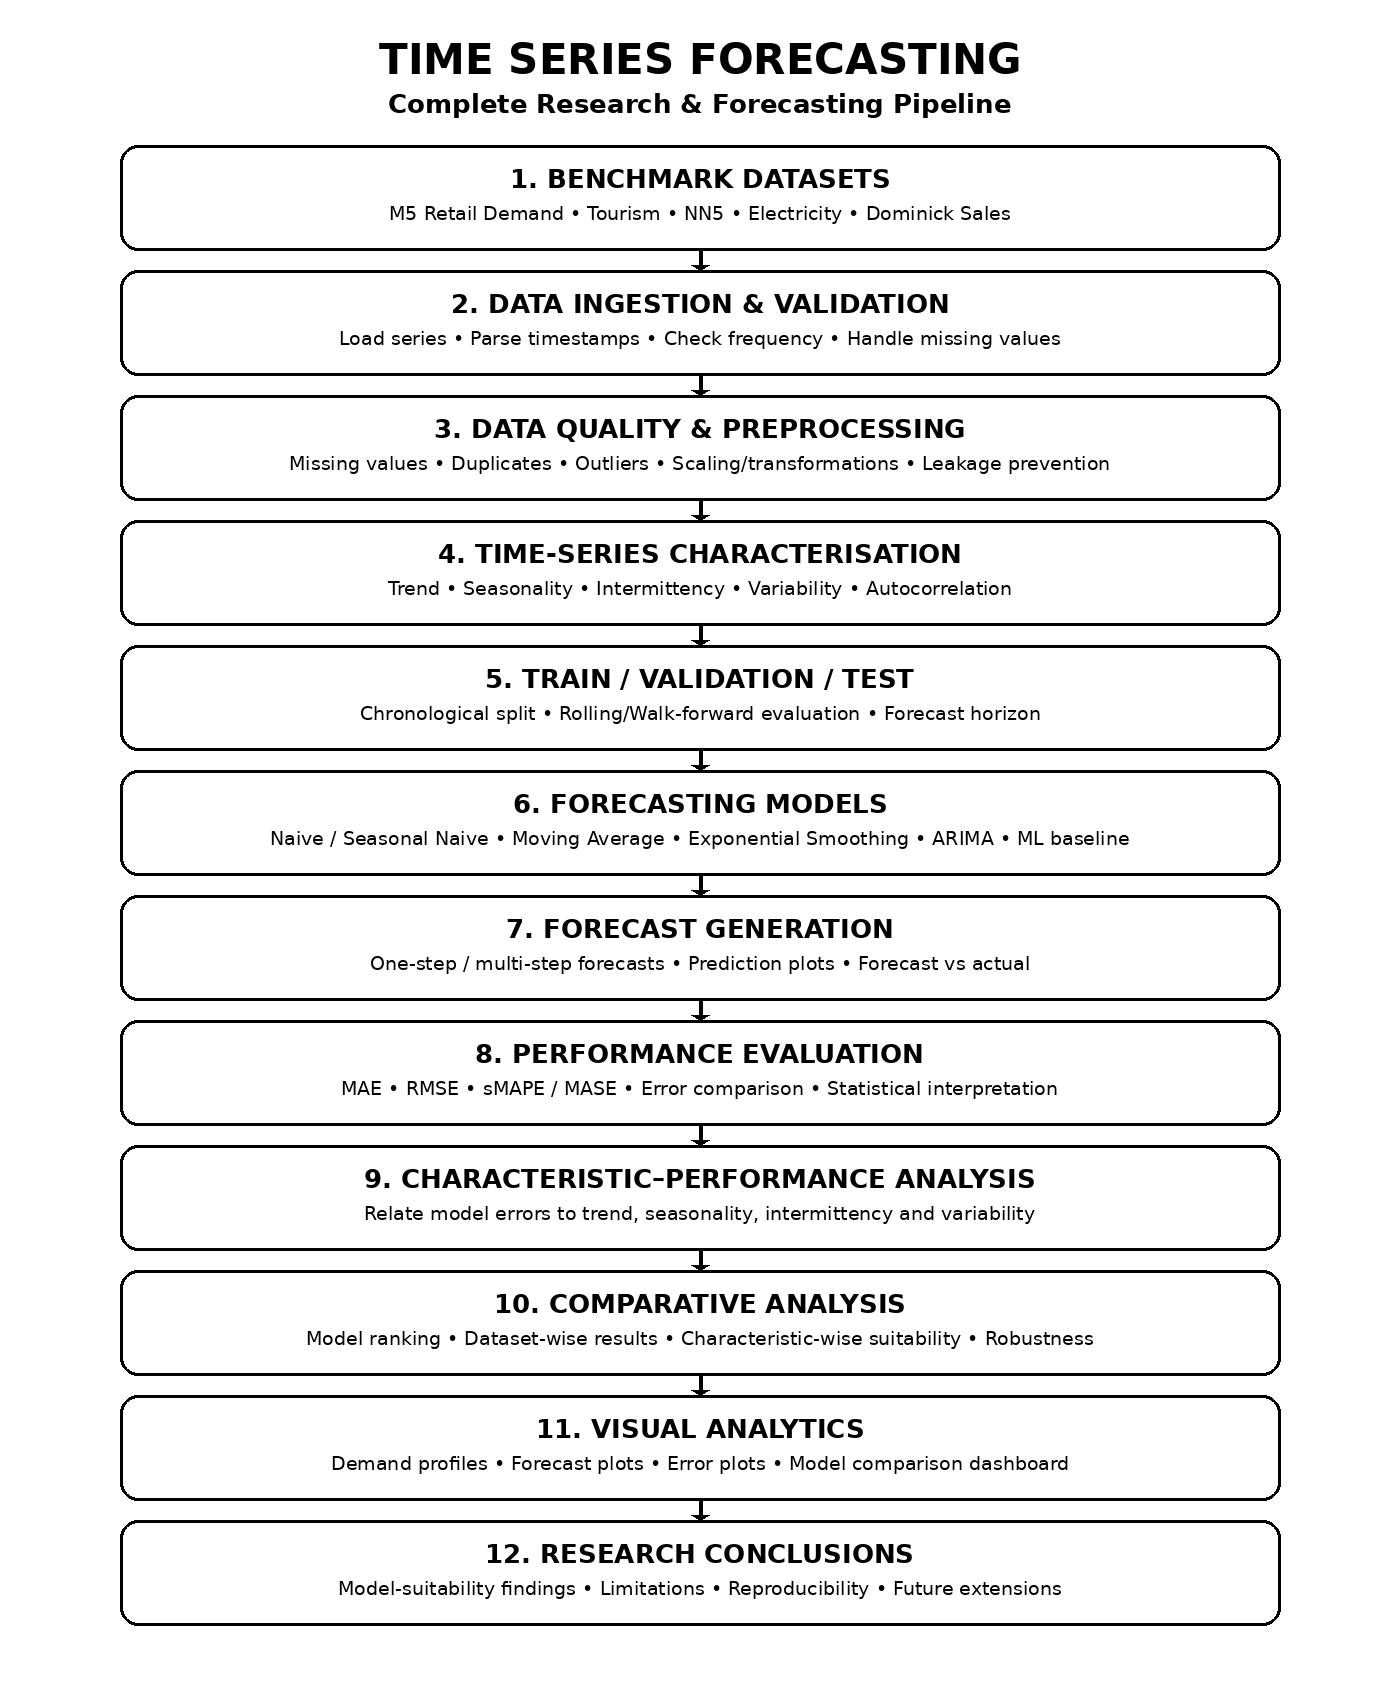 TIME SERIES FORECASTING
Complete Research & Forecasting Pipeline
1. BENCHMARK DATASETS
M5 Retail Demand • Tourism • NN5 • Electricity • Dominick Sales
2. DATA INGESTION & VALIDATION
Load series • Parse timestamps • Check frequency • Handle missing values
3. DATA QUALITY & PREPROCESSING
Missing values • Duplicates • Outliers • Scaling/transformations • Leakage prevention
4. TIME-SERIES CHARACTERISATION
Trend • Seasonality • Intermittency • Variability • Autocorrelation
5. TRAIN / VALIDATION / TEST
Chronological split • Rolling/Walk-forward evaluation • Forecast horizon
6. FORECASTING MODELS
Naive / Seasonal Naive • Moving Average • Exponential Smoothing • ARIMA • ML baseline
7. FORECAST GENERATION
One-step / multi-step forecasts • Prediction plots • Forecast vs actual
8. PERFORMANCE EVALUATION
MAE • RMSE • sMAPE / MASE • Error comparison • Statistical interpretation
9. CHARACTERISTIC–PERFORMANCE ANALYSIS
Relate model errors to trend, seasonality, intermittency and variability
10. COMPARATIVE ANALYSIS
Model ranking • Dataset-wise results • Characteristic-wise suitability • Robustness
11. VISUAL ANALYTICS
Demand profiles • Forecast plots • Error plots • Model comparison dashboard
12. RESEARCH CONCLUSIONS
Model-suitability findings • Limitations • Reproducibility • Future extensions